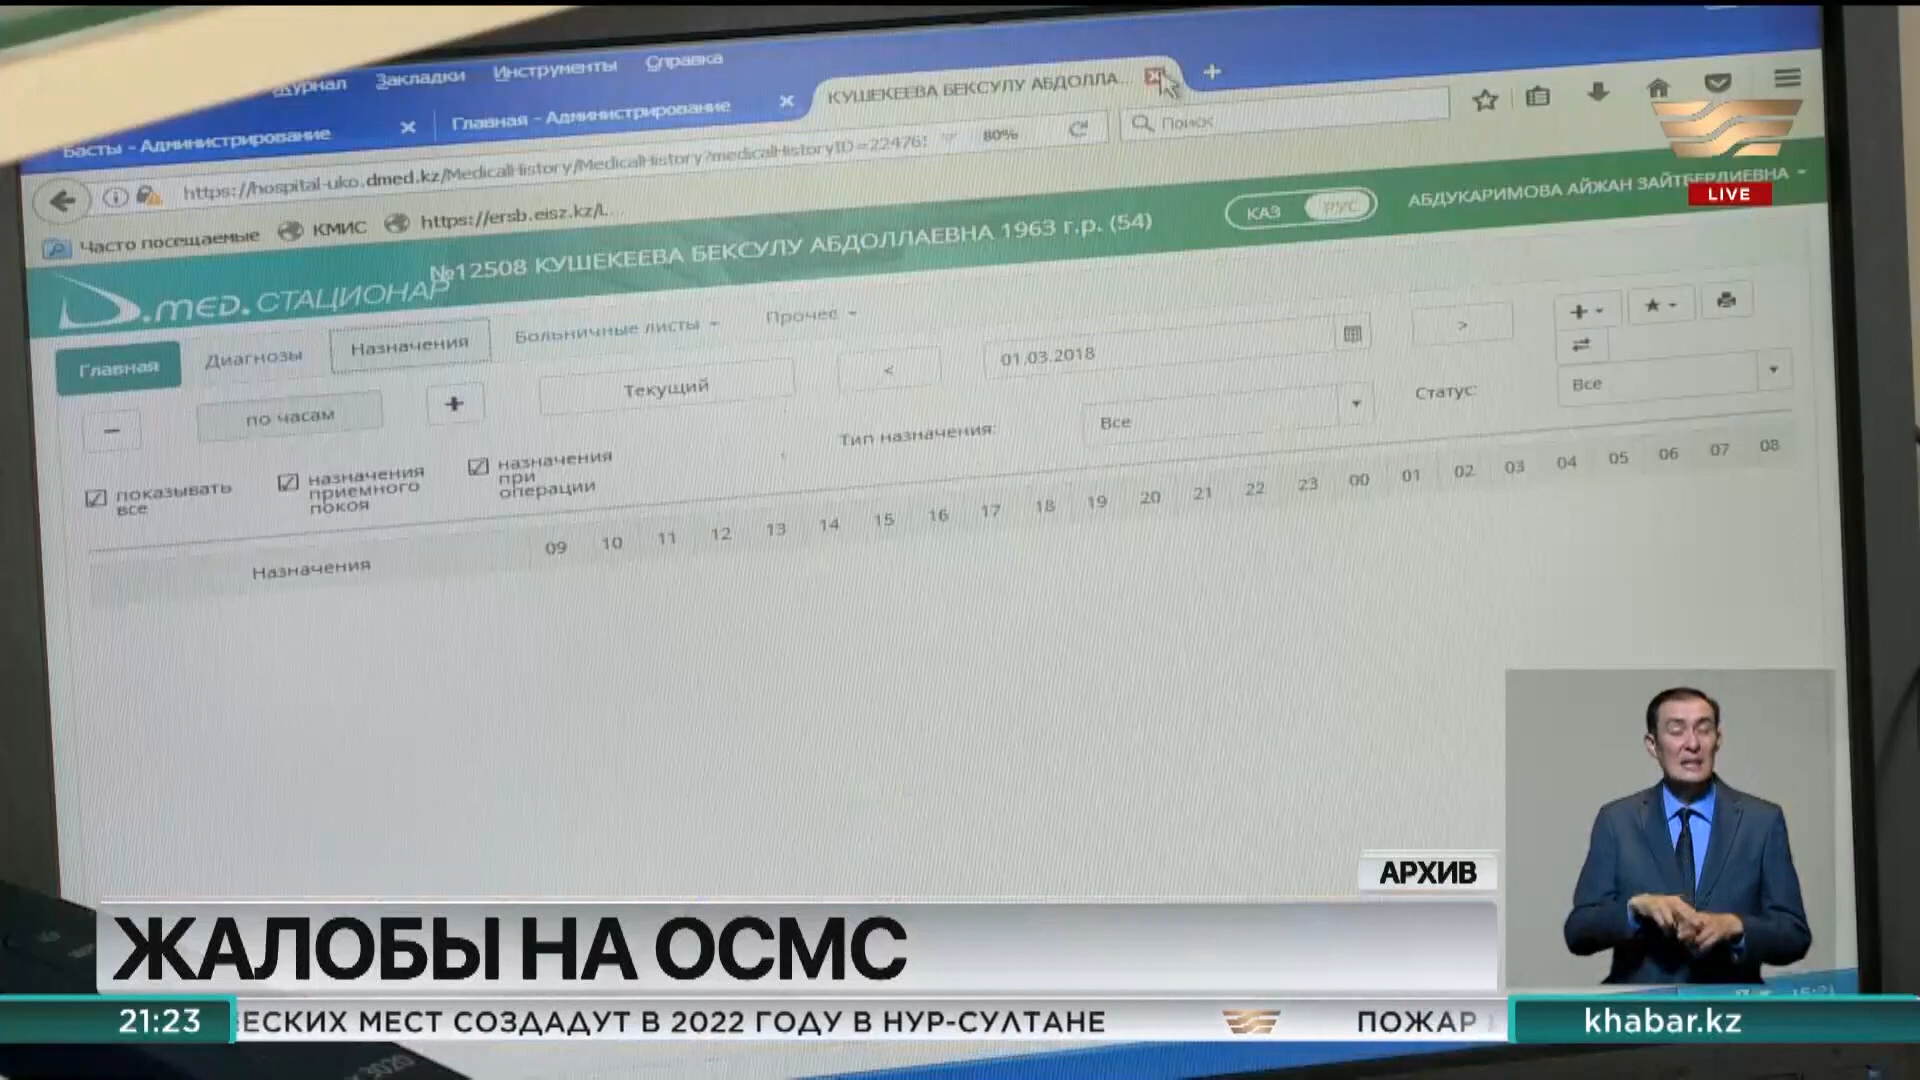 Журнал Закладки Инструменты Справка
Басты - Администрирование
Главная - Администрирование
КУШЕКЕЕВА БЕКСУЛУ АБДОЛЛА...
https://hospital-uko.dmed.kz/MedicalHistory/MedicalHistory?medicalHistoryID=22476
80%
Поиск
Часто посещаемые
КМИС
https://ersb.eisz.kz/L...
D.MED.СТАЦИОНАР
№12508 КУШЕКЕЕВА БЕКСУЛУ АБДОЛЛАЕВНА 1963 г.р. (54)
КАЗ РУС
АБДУКАРИМОВА АЙЖАН ЗАЙТБЕРДИЕВНА
LIVE
Главная Диагнозы Назначения Больничные листы Прочее
по часам
Текущий
<
01.03.2018
>
показывать
все
назначения
приемного
покоя
назначения
при
операции
Тип назначения:
Все
Статус:
Все
Назначения
09 10 11 12 13 14 15 16 17 18 19 20 21 22 23 00 01 02 03 04 05 06 07 08
АРХИВ
ЖАЛОБЫ НА ОСМС
21:23
ЕСКИХ МЕСТ СОЗДАДУТ В 2022 ГОДУ В НУР-СУЛТАНЕ
ПОЖАР
khabar.kz